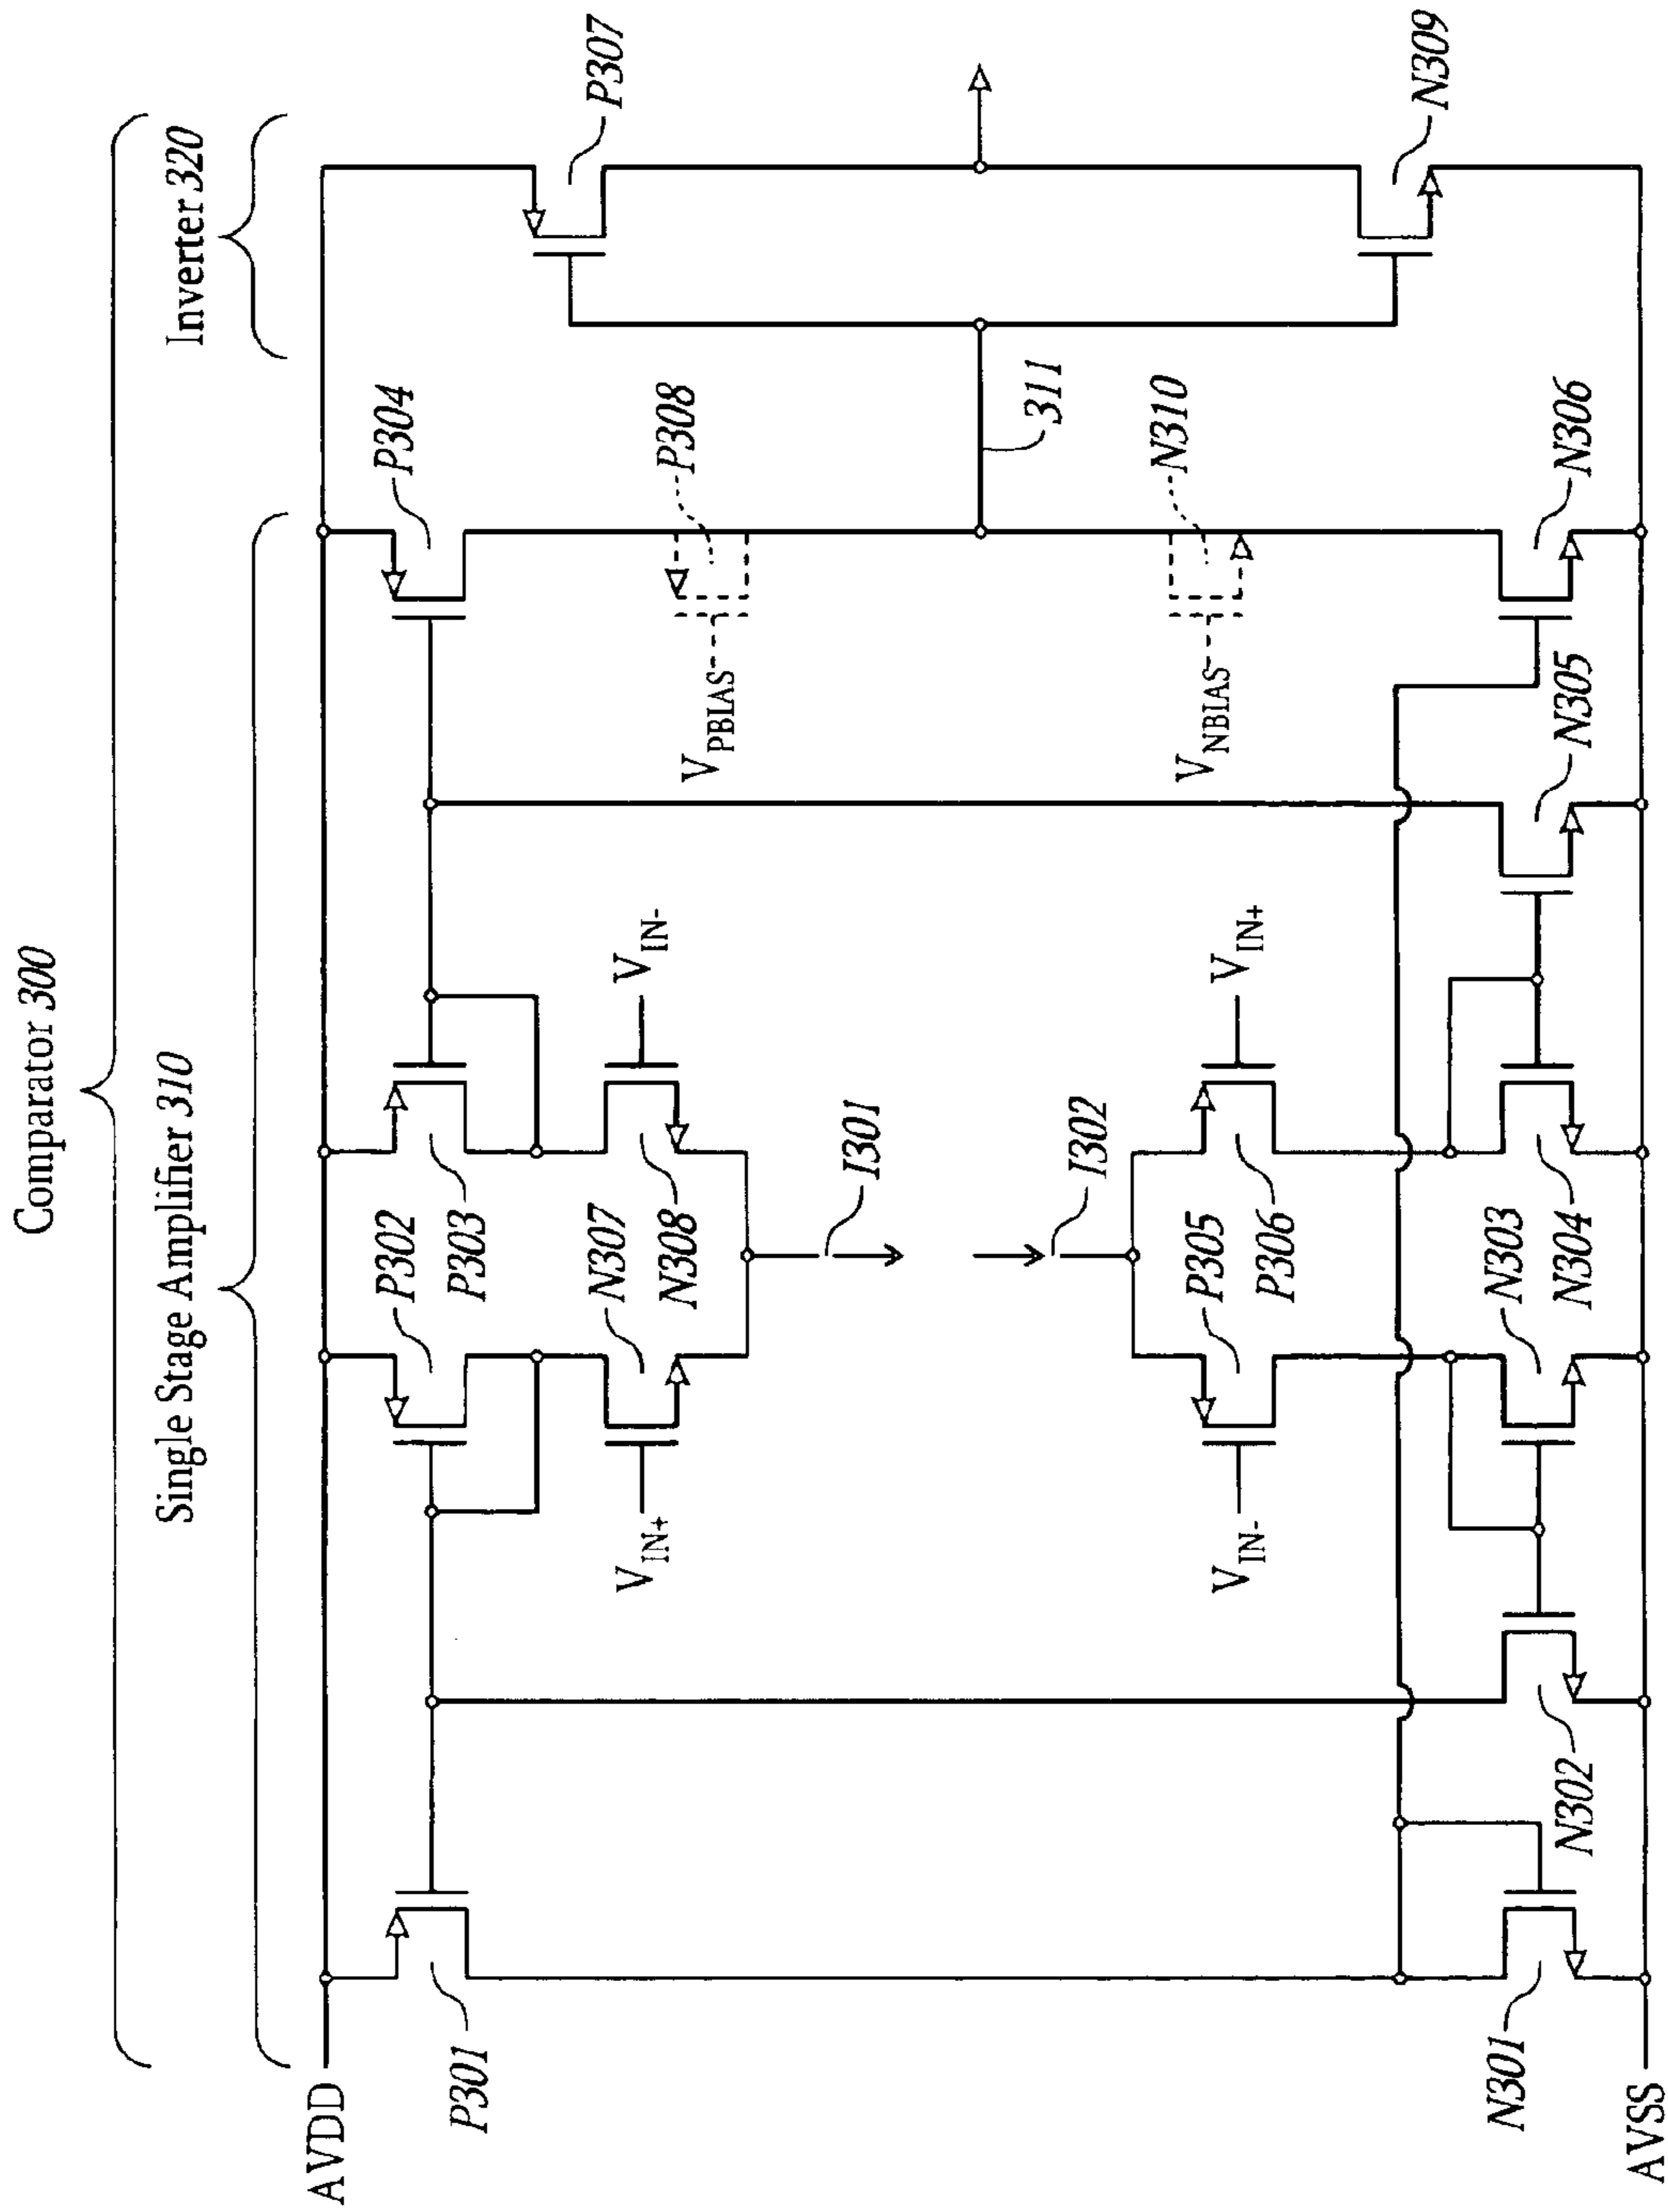 Comparator 300
Single Stage Amplifier 310
Inverter 320
AVDD
P301
P302
P303
P304
P307
N307
N308
V_IN+
V_IN-
P308
V_PBIAS
I301
311
I302
V_IN-
V_IN+
P305
P306
N310
V_NBIAS
N301
N302
N303
N304
N305
N306
N309
AVSS